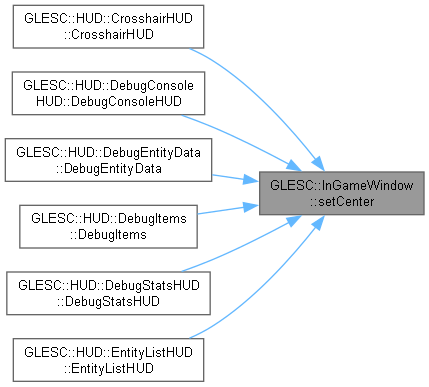 GLESC::HUD::CrosshairHUD
::CrosshairHUD
GLESC::HUD::DebugConsole
HUD::DebugConsoleHUD
GLESC::HUD::DebugEntityData
::DebugEntityData
GLESC::HUD::DebugItems
::DebugItems
GLESC::HUD::DebugStatsHUD
::DebugStatsHUD
GLESC::HUD::EntityListHUD
::EntityListHUD
GLESC::InGameWindow
::setCenter